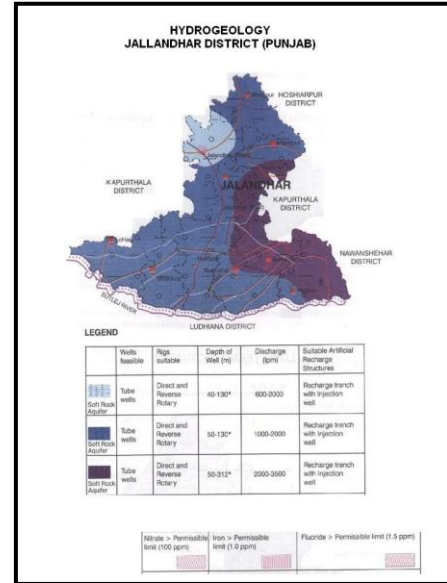 HYDROGEOLOGY
JALLANDHAR DISTRICT (PUNJAB)
HOSHIARPUR
DISTRICT
KAPURTHALA
DISTRICT
JALANDHAR
KAPURTHALA
DISTRICT
NAWANSHEHAR
DISTRICT
SUTLEJ RIVER
LUDHIANA DISTRICT
LEGEND
Wells feasible Rigs suitable Depth of Well (m) Discharge (lpm) Suitable Artificial Recharge Structures
Soft Rock Aquifer Tube wells Direct and Reverse Rotary 40-130* 600-2000 Recharge tranch with Injection well
Soft Rock Aquifer Tube wells Direct and Reverse Rotary 50-130* 1000-2000 Recharge tranch with Injection well
Soft Rock Aquifer Tube wells Direct and Reverse Rotary 50-312* 2000-3500 Recharge tranch with Injection well
Nitrate > Permissible limit (100 ppm) Iron > Permissible limit (1.0 ppm) Fluoride > Permissible limit (1.5 ppm)